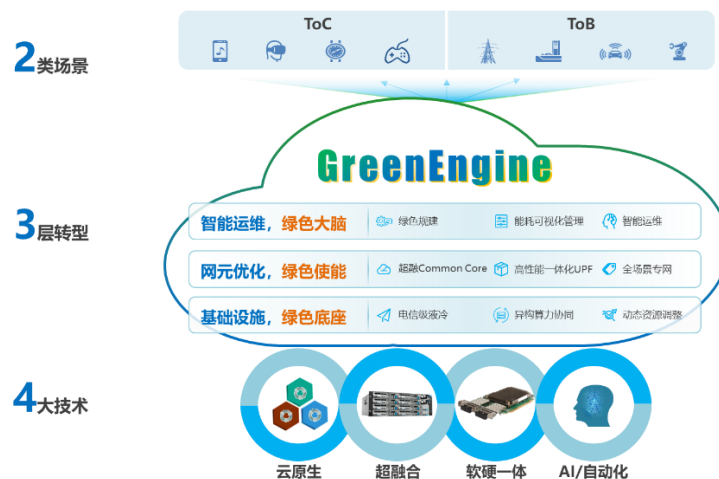 ToC ToB
2类场景
GreenEngine
3层转型
智能运维，绿色大脑 绿色规建 能耗可视化管理 智能运维
网元优化，绿色使能 超融Common Core 高性能一体化UPF 全场景专网
基础设施，绿色底座 电信级液冷 异构算力协同 动态资源调整
4大技术
云原生 超融合 软硬一体 AI/自动化